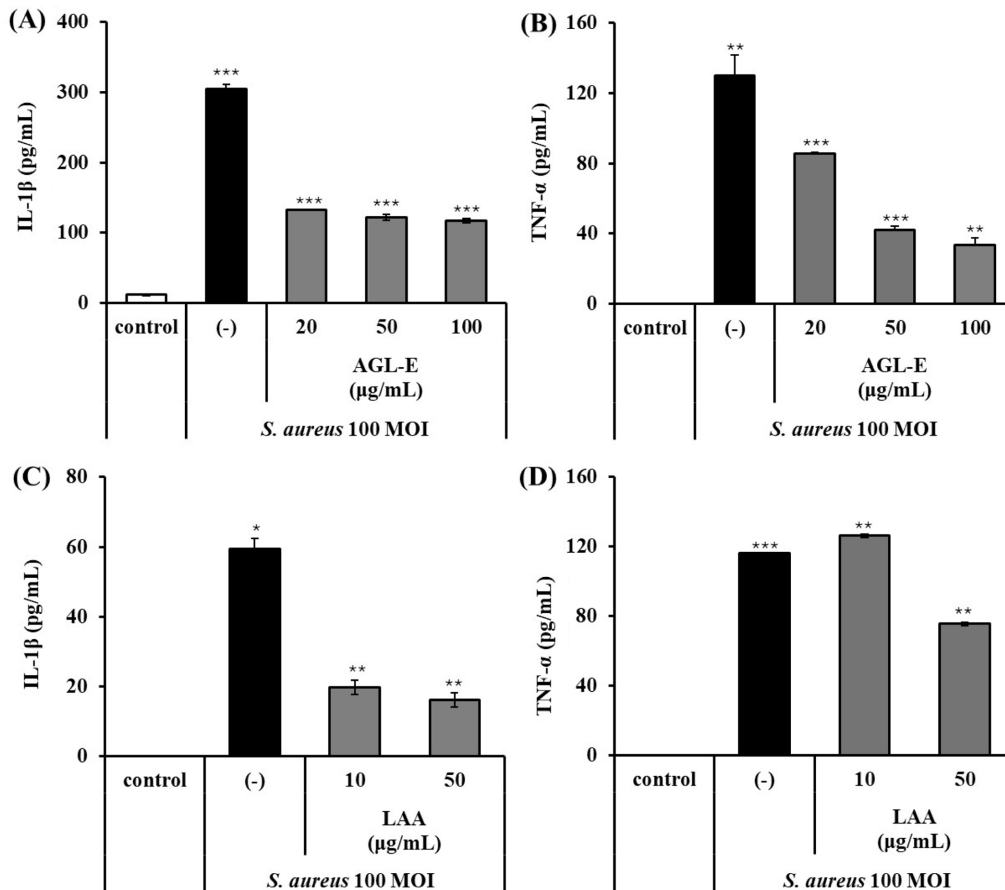 (A)
IL-1β (pg/mL)
400
300
200
100
0
***
***
***
***
control
(-)
20
50
100
AGL-E
(µg/mL)
S. aureus 100 MOI
(B)
TNF-α (pg/mL)
160
120
80
40
0
**
***
***
**
control
(-)
20
50
100
AGL-E
(µg/mL)
S. aureus 100 MOI
(C)
IL-1β (pg/mL)
80
60
40
20
0
*
**
**
control
(-)
10
50
LAA
(µg/mL)
S. aureus 100 MOI
(D)
TNF-α (pg/mL)
160
120
80
40
0
***
**
**
control
(-)
10
50
LAA
(µg/mL)
S. aureus 100 MOI